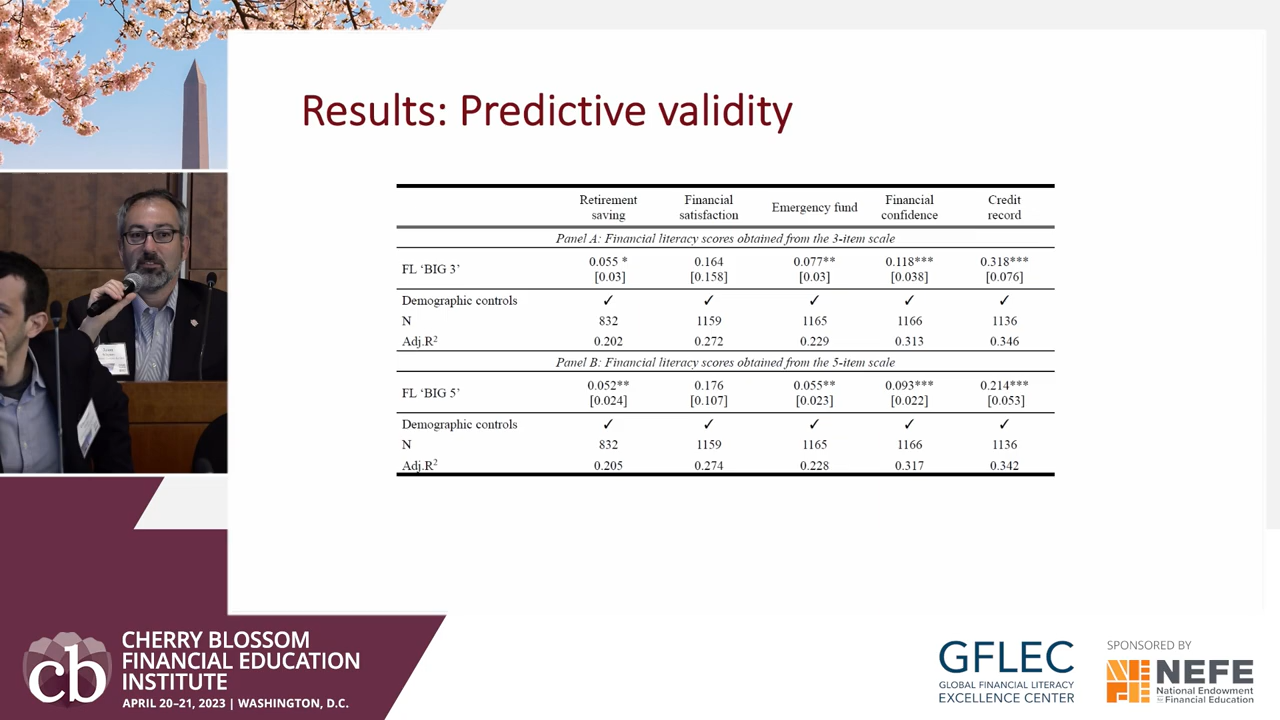 Results: Predictive validity
Retirement saving Financial satisfaction Emergency fund Financial confidence Credit record
Panel A: Financial literacy scores obtained from the 3-item scale
FL ‘BIG 3’ 0.055 * 0.164 0.077** 0.118*** 0.318***
[0.03] [0.158] [0.03] [0.038] [0.076]
Demographic controls ✓ ✓ ✓ ✓ ✓
N 832 1159 1165 1166 1136
Adj.R² 0.202 0.272 0.229 0.313 0.346
Panel B: Financial literacy scores obtained from the 5-item scale
FL ‘BIG 5’ 0.052** 0.176 0.055** 0.093*** 0.214***
[0.024] [0.107] [0.023] [0.022] [0.053]
Demographic controls ✓ ✓ ✓ ✓ ✓
N 832 1159 1165 1166 1136
Adj.R² 0.205 0.274 0.228 0.317 0.342
cb
CHERRY BLOSSOM
FINANCIAL EDUCATION
INSTITUTE
APRIL 20–21, 2023 | WASHINGTON, D.C.
GFLEC
GLOBAL FINANCIAL LITERACY
EXCELLENCE CENTER
SPONSORED BY
NEFE
National Endowment
for Financial Education